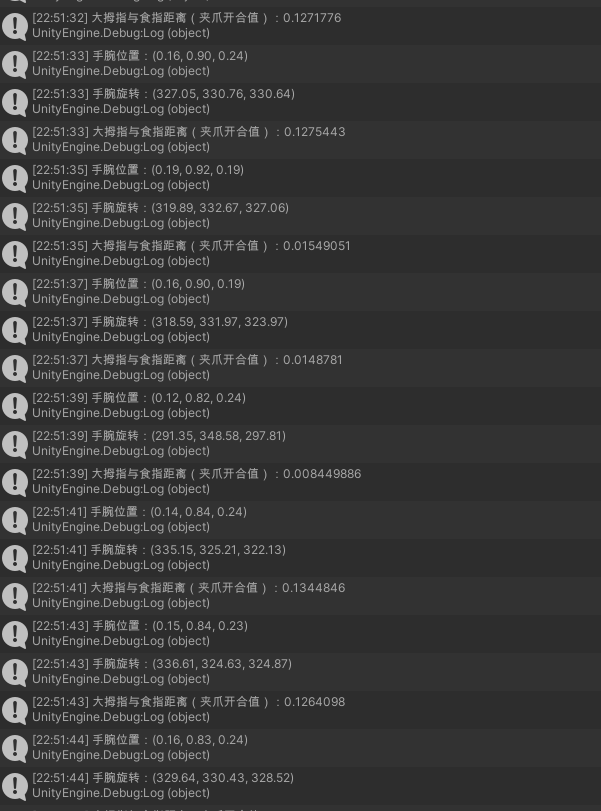 [22:51:32] 大拇指与食指距离（夹爪开合值）：0.1271776
UnityEngine.Debug:Log (object)
[22:51:33] 手腕位置：(0.16, 0.90, 0.24)
UnityEngine.Debug:Log (object)
[22:51:33] 手腕旋转：(327.05, 330.76, 330.64)
UnityEngine.Debug:Log (object)
[22:51:33] 大拇指与食指距离（夹爪开合值）：0.1275443
UnityEngine.Debug:Log (object)
[22:51:35] 手腕位置：(0.19, 0.92, 0.19)
UnityEngine.Debug:Log (object)
[22:51:35] 手腕旋转：(319.89, 332.67, 327.06)
UnityEngine.Debug:Log (object)
[22:51:35] 大拇指与食指距离（夹爪开合值）：0.01549051
UnityEngine.Debug:Log (object)
[22:51:37] 手腕位置：(0.16, 0.90, 0.19)
UnityEngine.Debug:Log (object)
[22:51:37] 手腕旋转：(318.59, 331.97, 323.97)
UnityEngine.Debug:Log (object)
[22:51:37] 大拇指与食指距离（夹爪开合值）：0.0148781
UnityEngine.Debug:Log (object)
[22:51:39] 手腕位置：(0.12, 0.82, 0.24)
UnityEngine.Debug:Log (object)
[22:51:39] 手腕旋转：(291.35, 348.58, 297.81)
UnityEngine.Debug:Log (object)
[22:51:39] 大拇指与食指距离（夹爪开合值）：0.008449886
UnityEngine.Debug:Log (object)
[22:51:41] 手腕位置：(0.14, 0.84, 0.24)
UnityEngine.Debug:Log (object)
[22:51:41] 手腕旋转：(335.15, 325.21, 322.13)
UnityEngine.Debug:Log (object)
[22:51:41] 大拇指与食指距离（夹爪开合值）：0.1344846
UnityEngine.Debug:Log (object)
[22:51:43] 手腕位置：(0.15, 0.84, 0.23)
UnityEngine.Debug:Log (object)
[22:51:43] 手腕旋转：(336.61, 324.63, 324.87)
UnityEngine.Debug:Log (object)
[22:51:43] 大拇指与食指距离（夹爪开合值）：0.1264098
UnityEngine.Debug:Log (object)
[22:51:44] 手腕位置：(0.16, 0.83, 0.24)
UnityEngine.Debug:Log (object)
[22:51:44] 手腕旋转：(329.64, 330.43, 328.52)
UnityEngine.Debug:Log (object)